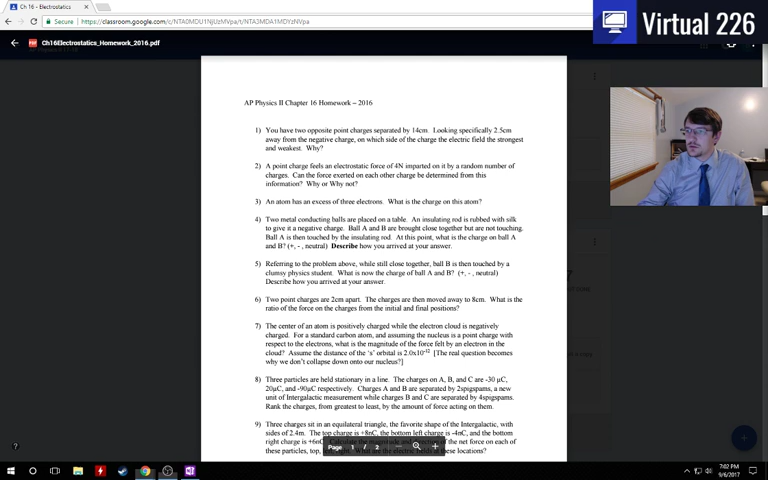 Ch 16 - Electrostatics
Secure
https://classroom.google.com/c/
Virtual 226
Ch16Electrostatics_Homework_2016.pdf
AP Physics II Chapter 16 Homework – 2016
1) You have two opposite point charges separated by 14cm. Looking specifically 2.5cm
away from the negative charge, on which side of the charge the electric field the strongest
and weakest. Why?
2) A point charge feels an electrostatic force of 4N imparted on it by a random number of
charges. Can the force exerted on each other charge be determined from this
information? Why or Why not?
3) An atom has an excess of three electrons. What is the charge on this atom?
4) Two metal conducting balls are placed on a table. An insulating rod is rubbed with silk
to give it a negative charge. Ball A and B are brought close together but are not touching.
Ball A is then touched by the insulating rod. At this point, what is the charge on ball A
and B? (+, - , neutral) Describe how you arrived at your answer.
5) Referring to the problem above, while still close together, ball B is then touched by a
clumsy physics student. What is now the charge of ball A and B? (+, - , neutral)
Describe how you arrived at your answer.
6) Two point charges are 2cm apart. The charges are then moved away to 8cm. What is the
ratio of the force on the charges from the initial and final positions?
7) The center of an atom is positively charged while the electron cloud is negatively
charged. For a standard carbon atom, and assuming the nucleus is a point charge with
respect to the electrons, what is the magnitude of the force felt by an electron in the
cloud? Assume the distance of the 's' orbital is 2.0x10⁻¹² [The real question becomes
why we don't collapse down onto our nucleus?]
8) Three particles are held stationary in a line. The charges on A, B, and C are -30 μC,
20μC, and -90μC respectively. Charges A and B are separated by 2spigspams, a new
unit of Intergalactic measurement while charges B and C are separated by 4spigspams.
Rank the charges, from greatest to least, by the amount of force acting on them.
9) Three charges sit in an equilateral triangle, the favorite shape of the Intergalactic, with
sides of 2.4m. The top charge is +8nC, the bottom left charge is -4nC, and the bottom
right charge is +6nC. Calculate the magnitude and direction of the net force on each of
these particles, top, left, right. What are the electric fields at these locations?
Page 1 / 2
7:02 PM
9/6/2017